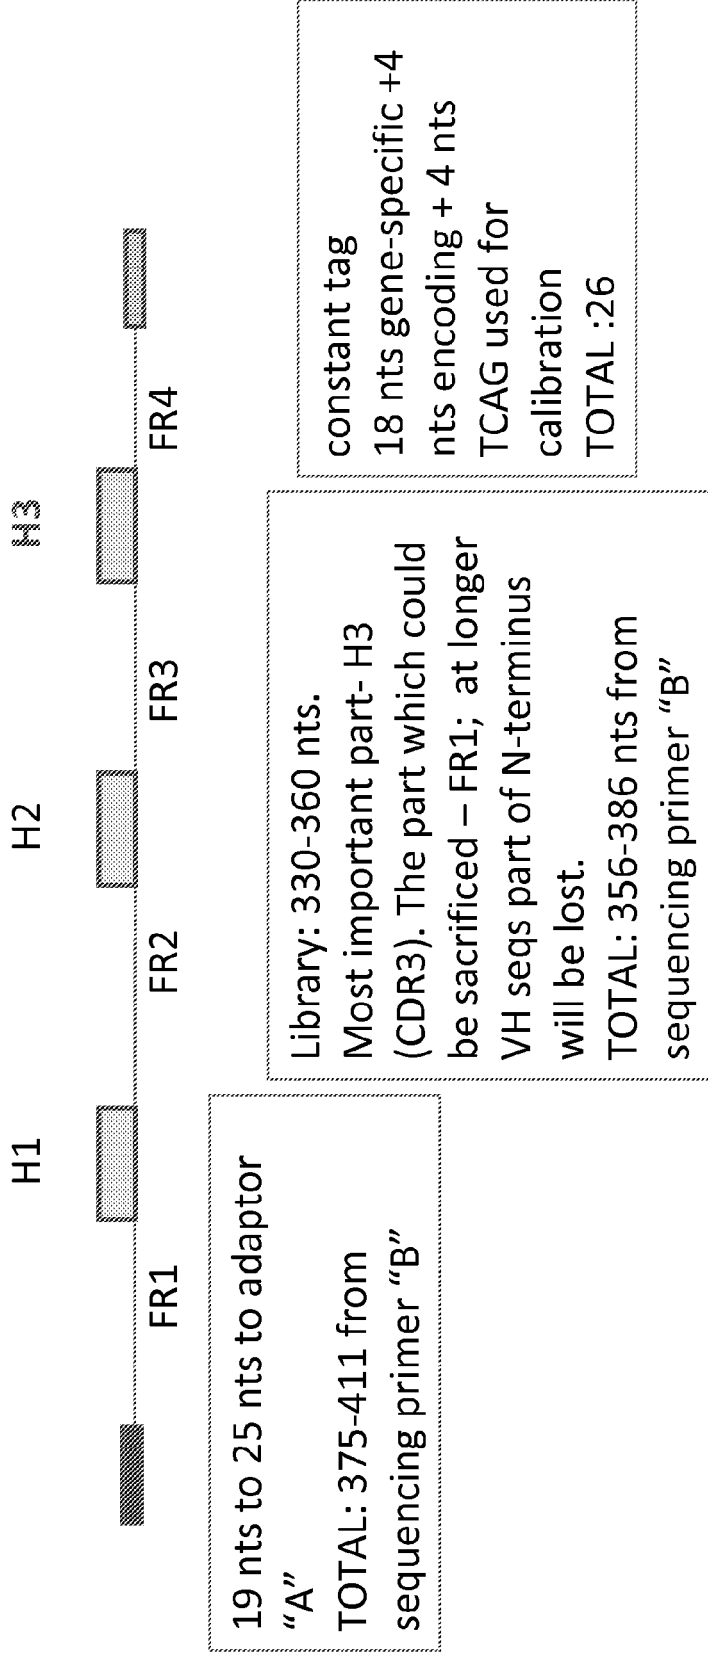 H1
H2
H3
FR1
FR2
FR3
FR4
19 nts to 25 nts to adaptor
“A”
TOTAL: 375-411 from
sequencing primer “B”
Library: 330-360 nts.
Most important part- H3
(CDR3). The part which could
be sacrificed – FR1;  at longer
VH seqs part of N-terminus
will be lost.
TOTAL: 356-386 nts from
sequencing primer “B”
constant tag
18 nts gene-specific +4
nts encoding + 4 nts
TCAG used for
calibration
TOTAL :26